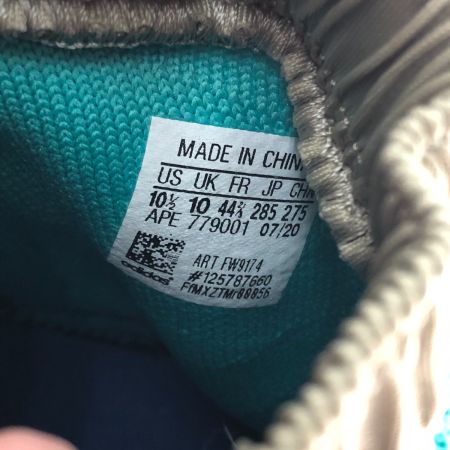 MADE IN CHINA
US UK FR JP CHN
10½ 10 44⅔ 285 275
APE 779001 07/20
adidas
ART FW9174
#125787660